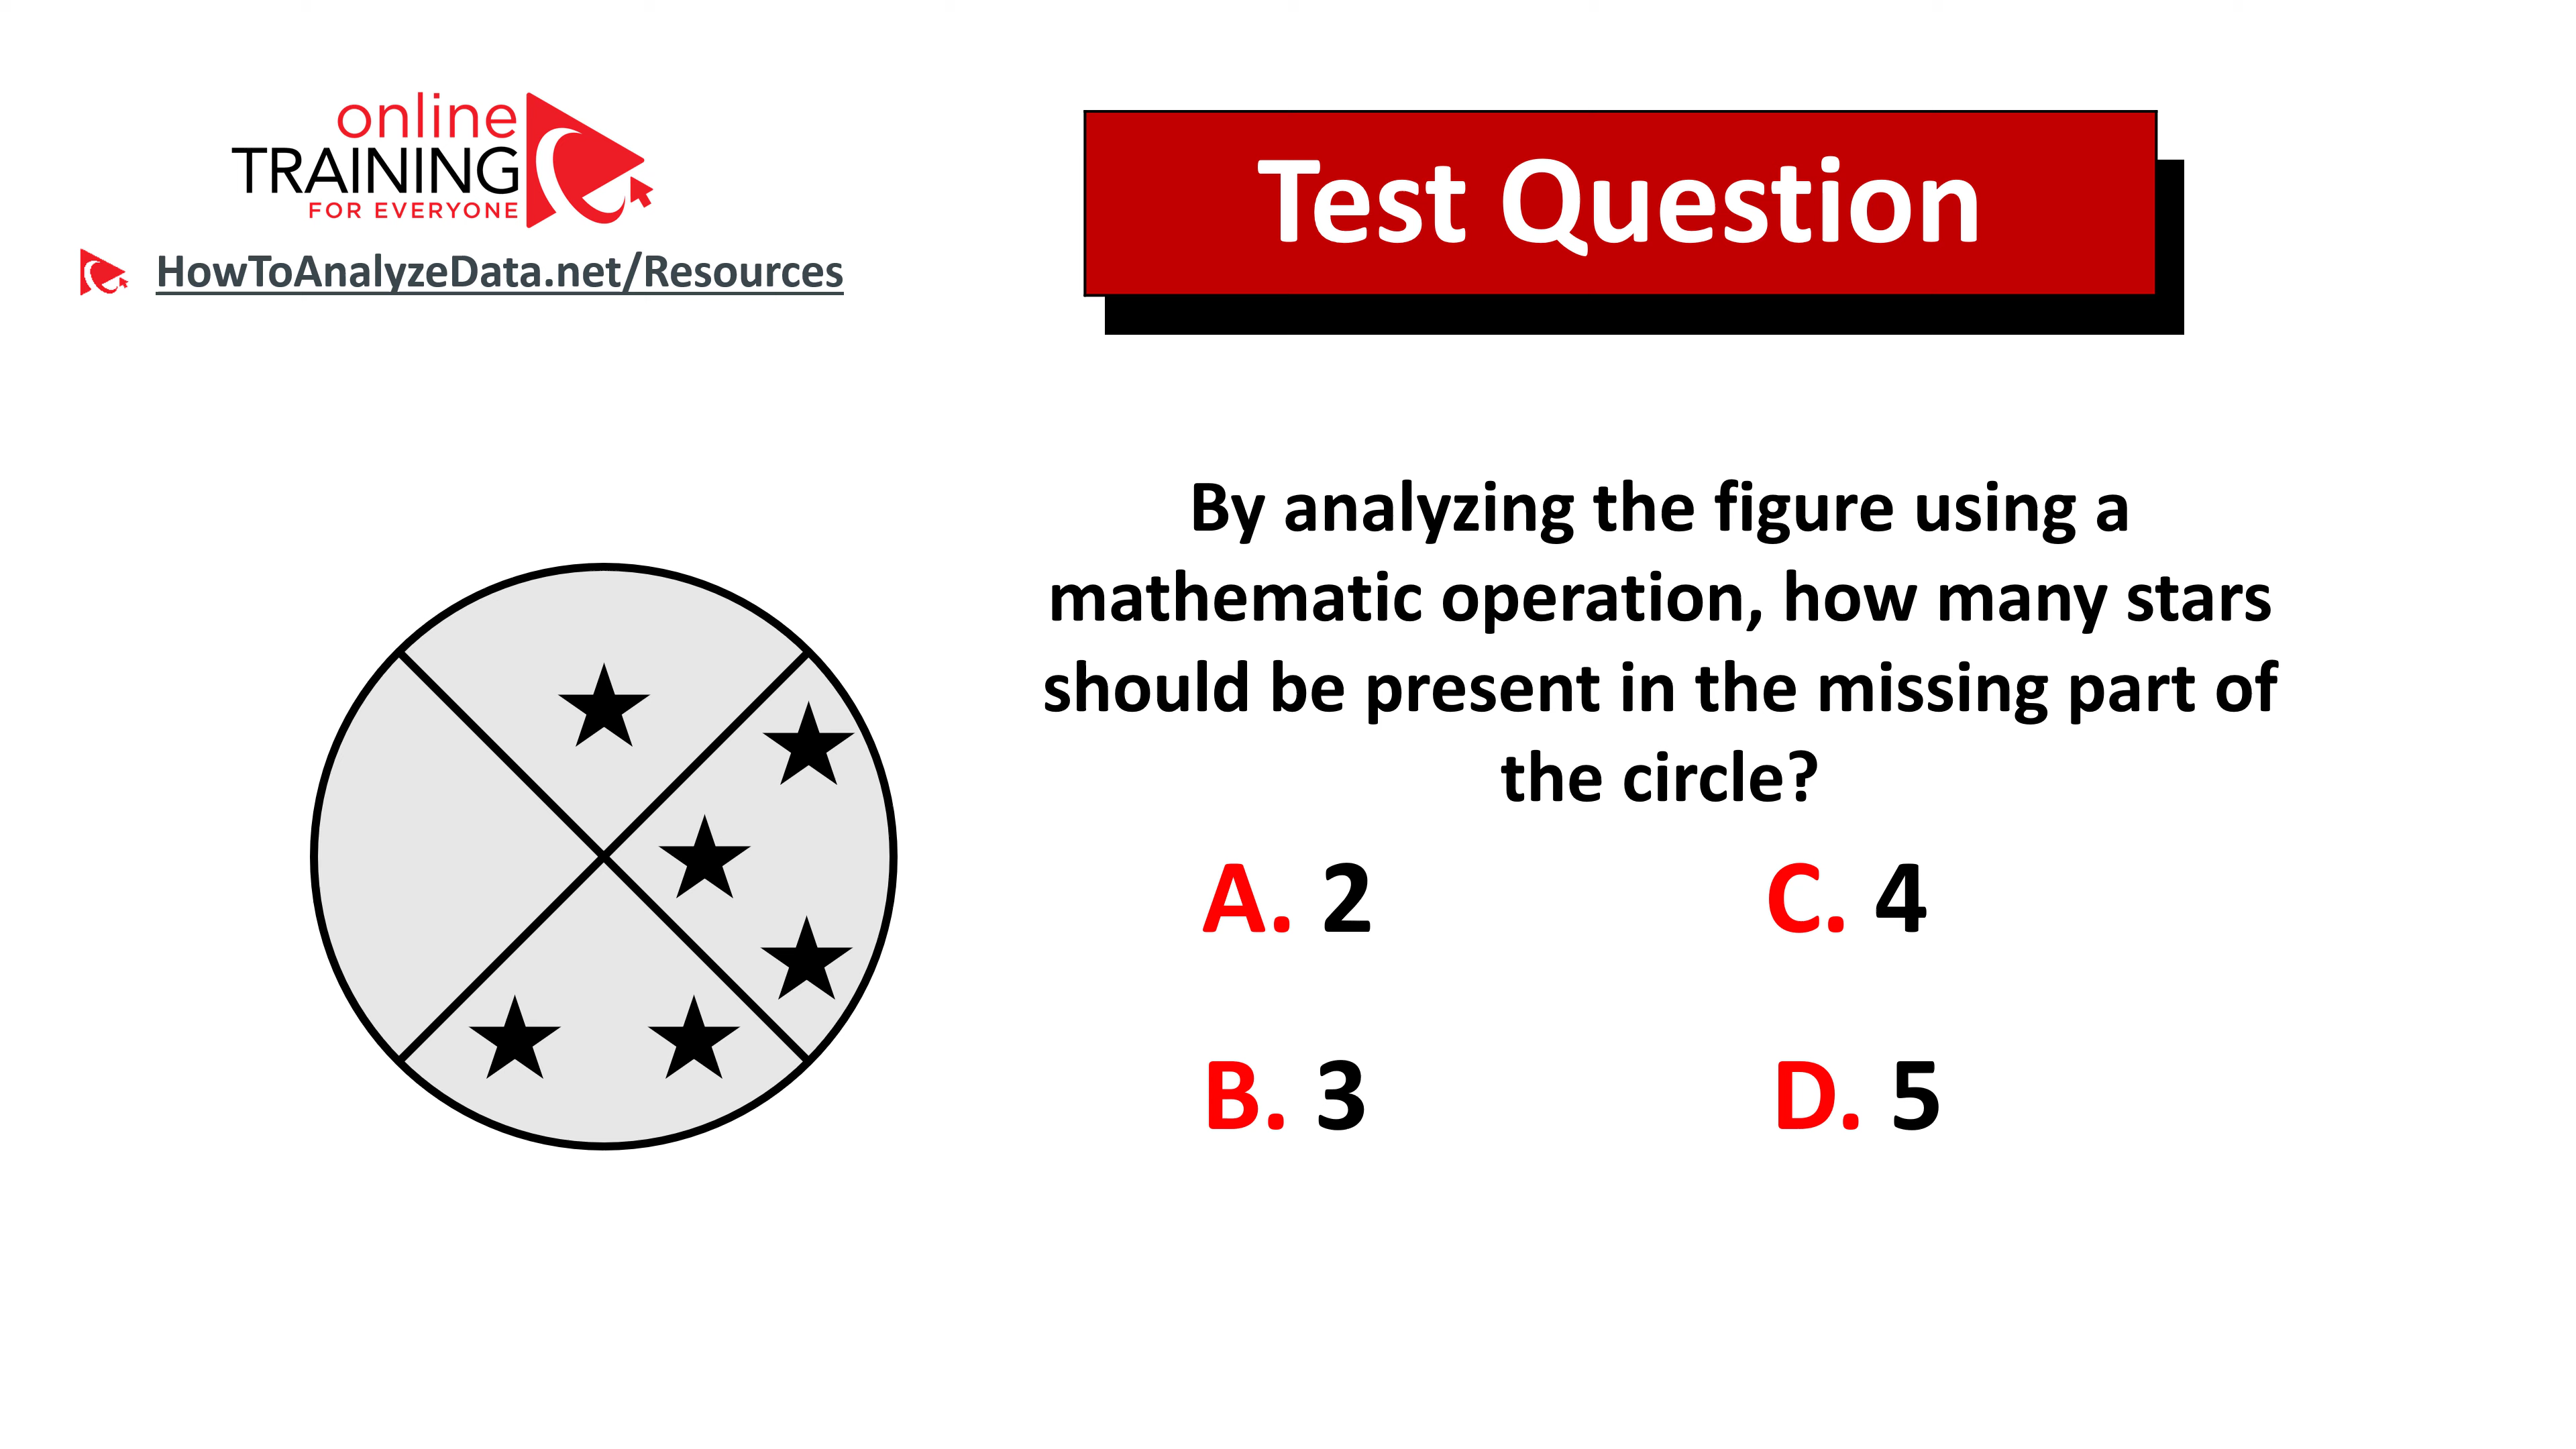 online
TRAINING
FOR EVERYONE
HowToAnalyzeData.net/Resources
Test Question
By analyzing the figure using a
mathematic operation, how many stars
should be present in the missing part of
the circle?
A. 2
C. 4
B. 3
D. 5